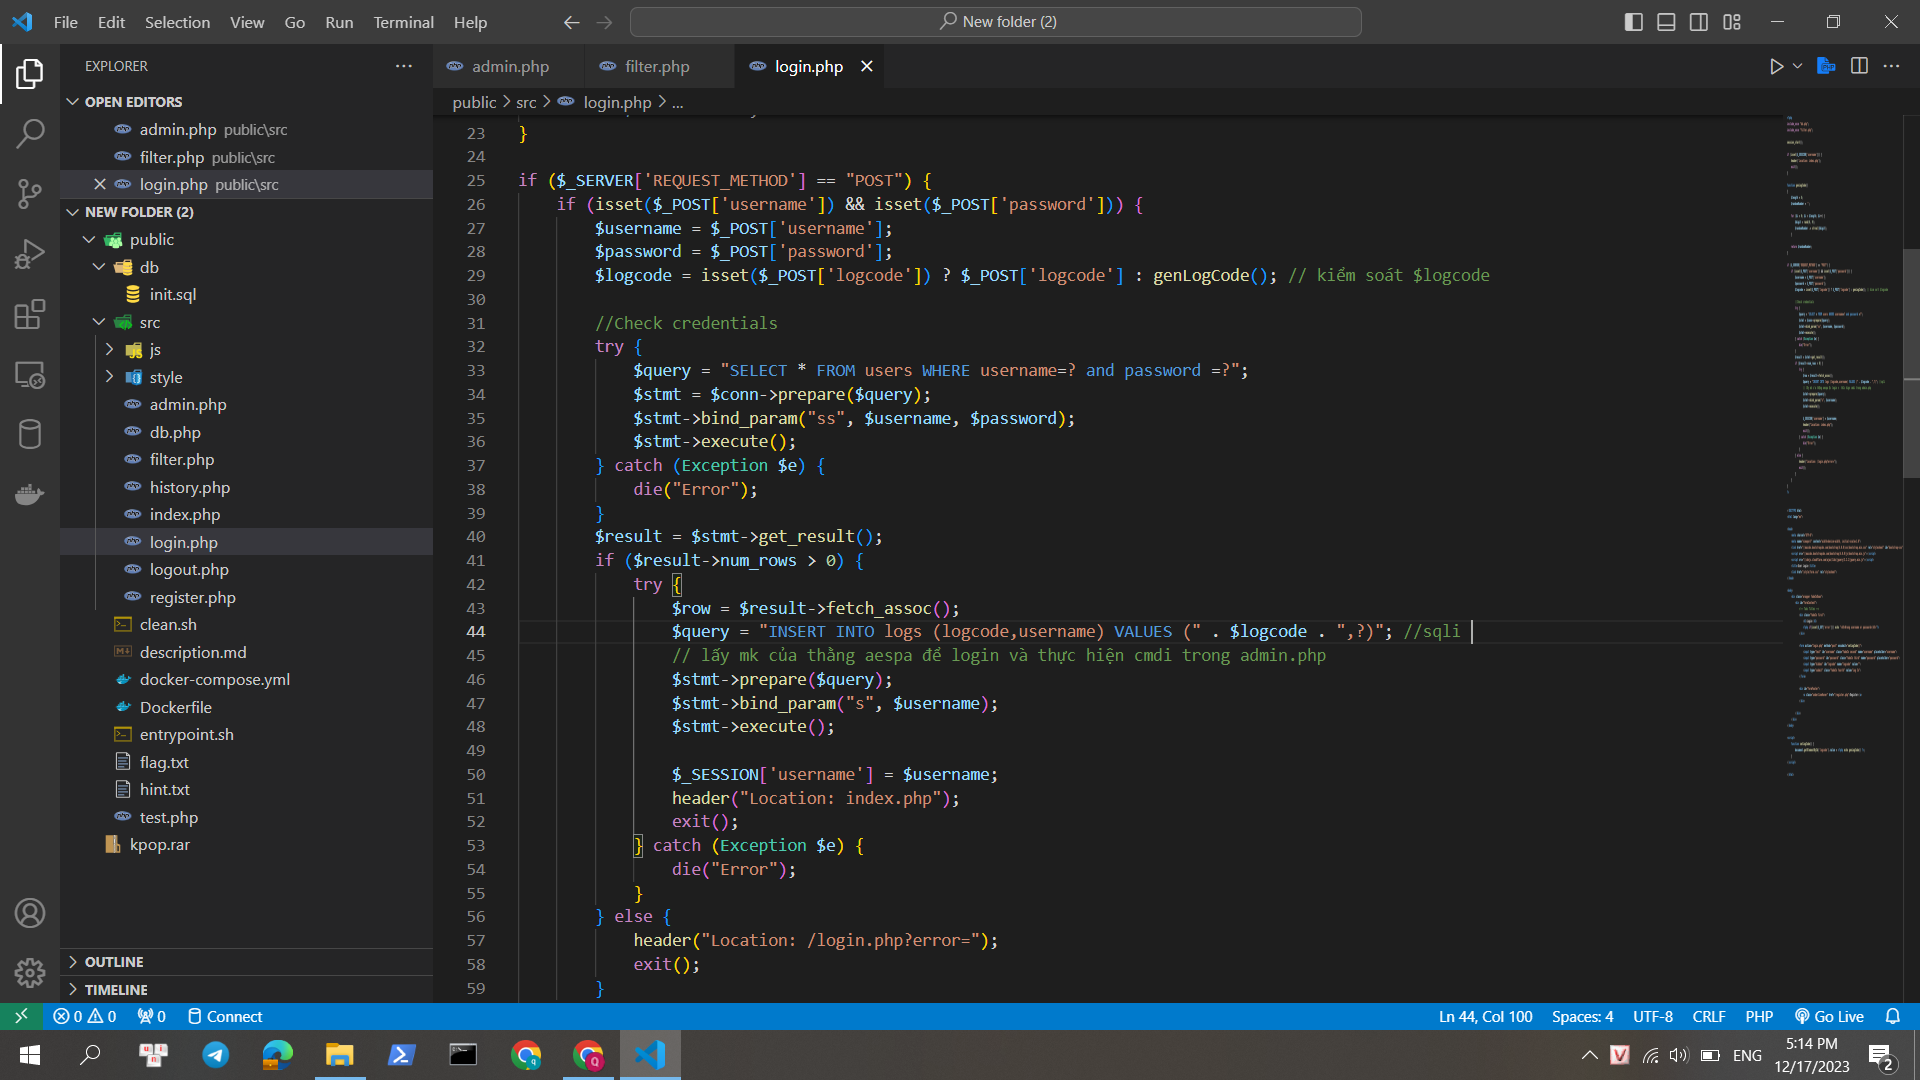 File Edit Selection View Go Run Terminal Help
New folder (2)
EXPLORER
OPEN EDITORS
admin.php public\src
filter.php public\src
login.php public\src
NEW FOLDER (2)
public
db
init.sql
src
js
style
admin.php
db.php
filter.php
history.php
index.php
login.php
logout.php
register.php
clean.sh
description.md
docker-compose.yml
Dockerfile
entrypoint.sh
flag.txt
hint.txt
test.php
kpop.rar
OUTLINE
TIMELINE
admin.php filter.php login.php
public > src > login.php > ...
23 }
24
25 if ($_SERVER['REQUEST_METHOD'] == "POST") {
26 if (isset($_POST['username']) && isset($_POST['password'])) {
27 $username = $_POST['username'];
28 $password = $_POST['password'];
29 $logcode = isset($_POST['logcode']) ? $_POST['logcode'] : genLogCode(); // kiểm soát $logcode
30
31 //Check credentials
32 try {
33 $query = "SELECT * FROM users WHERE username=? and password =?";
34 $stmt = $conn->prepare($query);
35 $stmt->bind_param("ss", $username, $password);
36 $stmt->execute();
37 } catch (Exception $e) {
38 die("Error");
39 }
40 $result = $stmt->get_result();
41 if ($result->num_rows > 0) {
42 try {
43 $row = $result->fetch_assoc();
44 $query = "INSERT INTO logs (logcode,username) VALUES (" . $logcode . ",?)"; //sqli
45 // lấy mk của thằng aespa để login và thực hiện cmdi trong admin.php
46 $stmt->prepare($query);
47 $stmt->bind_param("s", $username);
48 $stmt->execute();
49
50 $_SESSION['username'] = $username;
51 header("Location: index.php");
52 exit();
53 } catch (Exception $e) {
54 die("Error");
55 }
56 } else {
57 header("Location: /login.php?error=");
58 exit();
59 }
0 0 0 Connect
Ln 44, Col 100 Spaces: 4 UTF-8 CRLF PHP Go Live
ENG
5:14 PM
12/17/2023
2